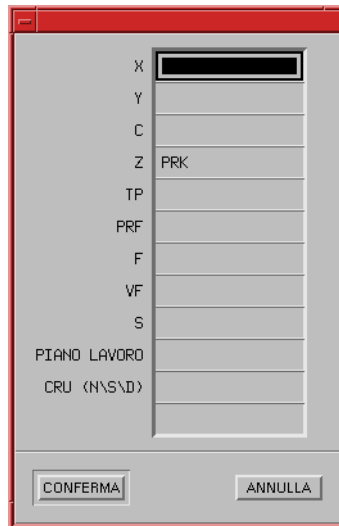 X
Y
C
Z PRK
TP
PRF
F
VF
S
PIANO LAVORO
CRU (N\S\D)
CONFERMA ANNULLA